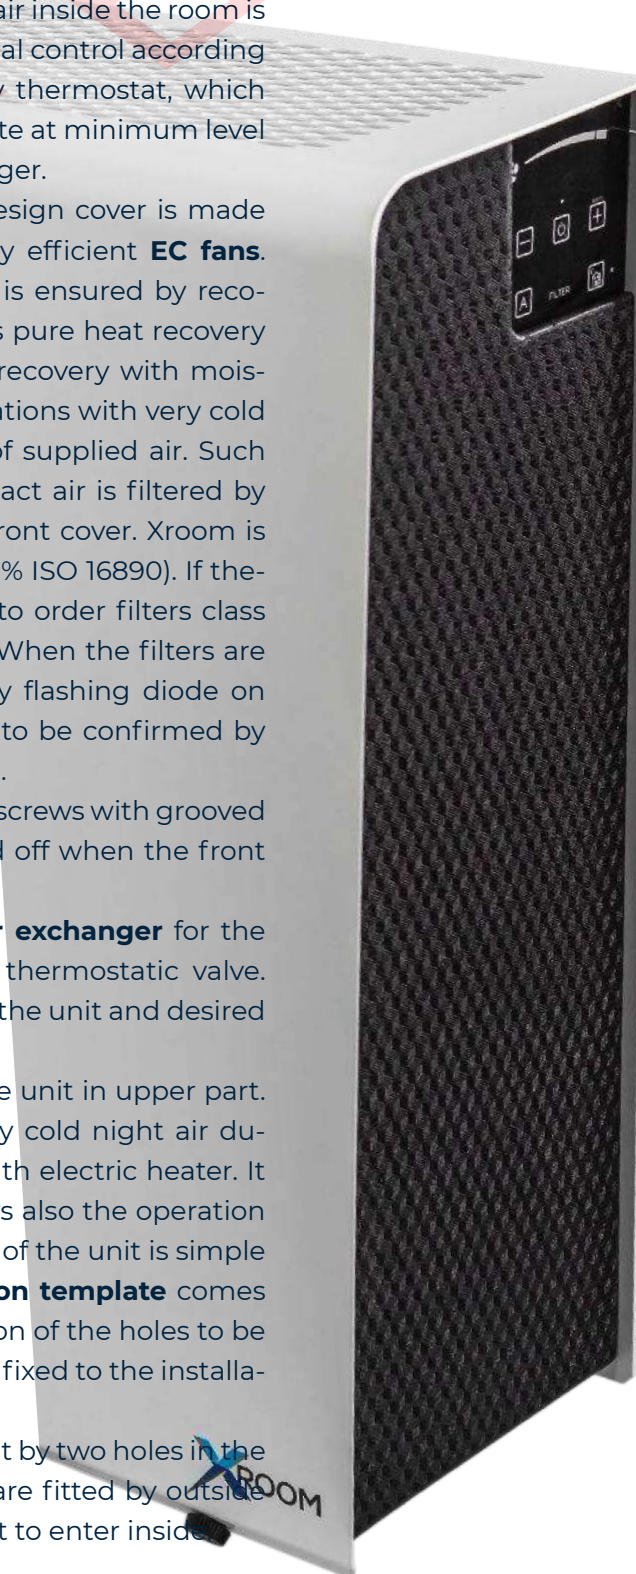 air inside the room is
al control according
y thermostat, which
te at minimum level
ger.
esign cover is made
y efficient EC fans.
is ensured by reco-
s pure heat recovery
recovery with mois-
ations with very cold
of supplied air. Such
act air is filtered by
ront cover. Xroom is
% ISO 16890). If the-
to order filters class
When the filters are
y flashing diode on
to be confirmed by
.
screws with grooved
d off when the front
r exchanger for the
thermostatic valve.
the unit and desired
e unit in upper part.
y cold night air du-
th electric heater. It
s also the operation
of the unit is simple
on template comes
on of the holes to be
fixed to the installa-
t by two holes in the
are fitted by outside
t to enter inside.
A FILTER
XROOM